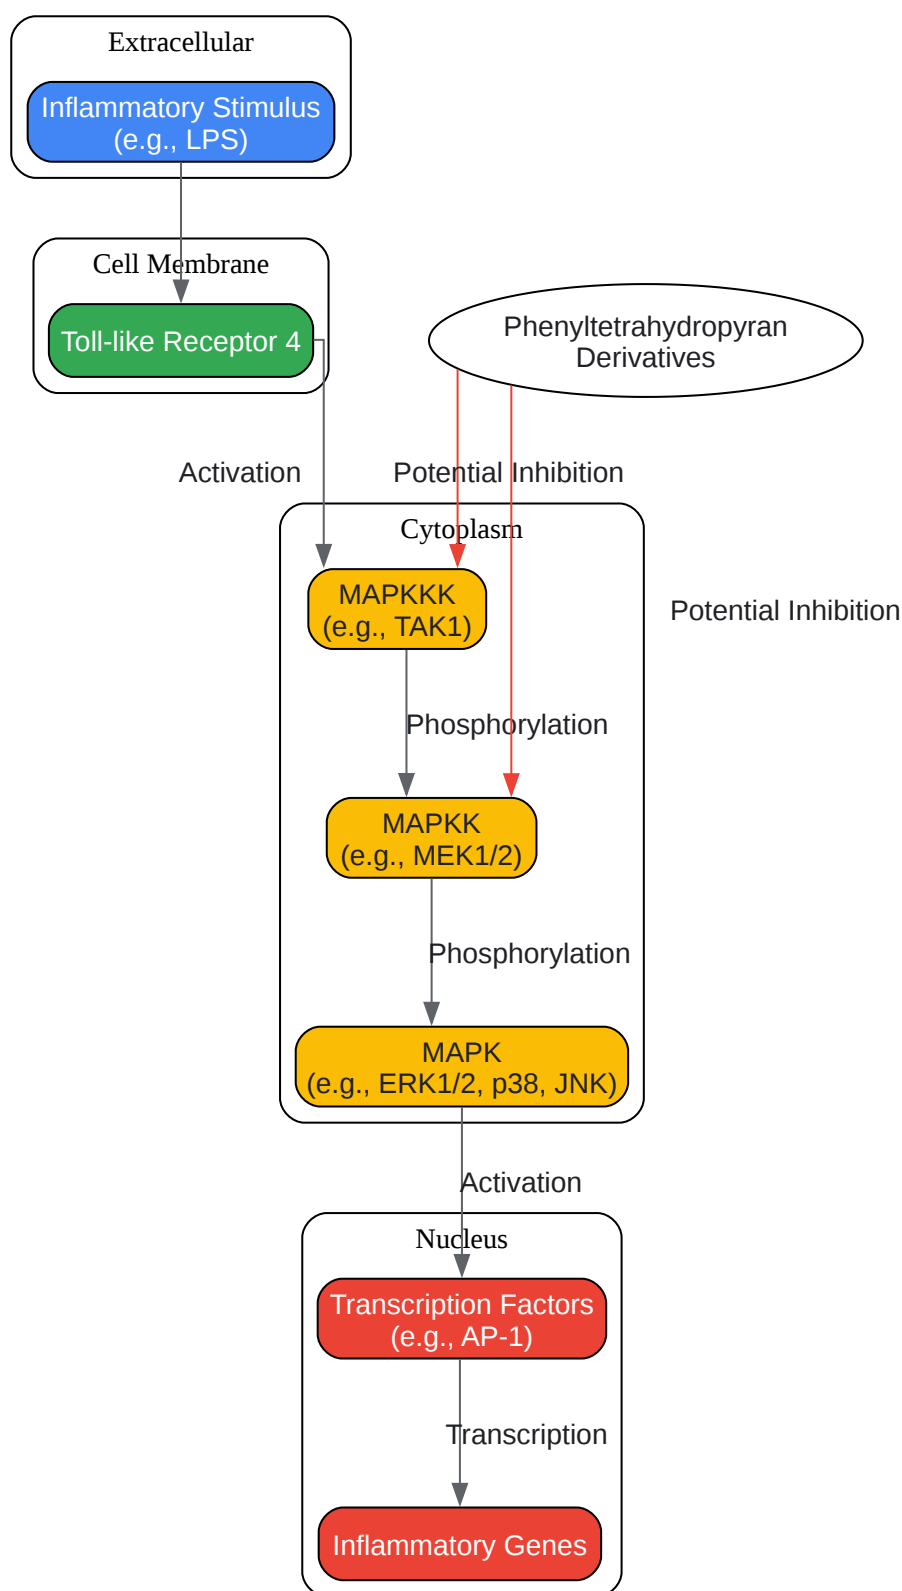 Extracellular
Inflammatory Stimulus
(e.g., LPS)
Cell Membrane
Toll-like Receptor 4
Phenyltetrahydropyran
Derivatives
Activation
Potential Inhibition
Cytoplasm
MAPKKK
(e.g., TAK1)
Potential Inhibition
Phosphorylation
MAPKK
(e.g., MEK1/2)
Phosphorylation
MAPK
(e.g., ERK1/2, p38, JNK)
Activation
Nucleus
Transcription Factors
(e.g., AP-1)
Transcription
Inflammatory Genes